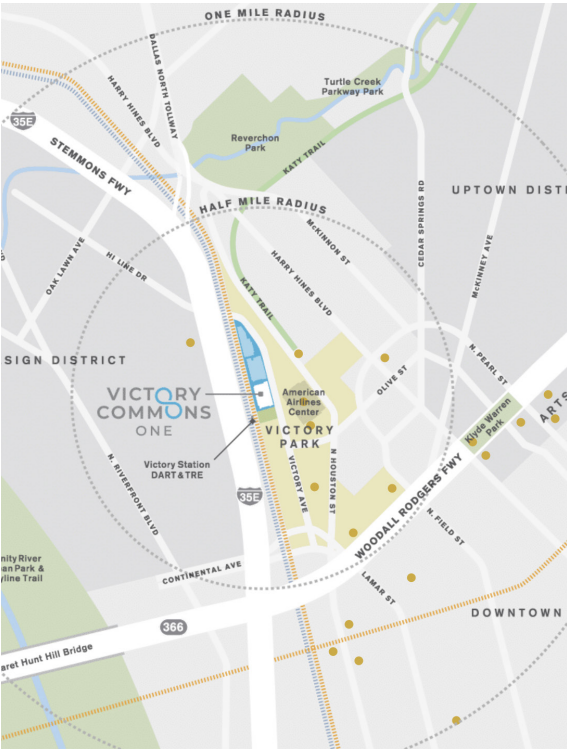 ONE MILE RADIUS
DALLAS NORTH TOLLWAY
HARRY HINES BLVD
Turtle Creek
Parkway Park
35E
STEMMONS FWY
Reverchon
Park
KATY TRAIL
UPTOWN DISTI
HALF MILE RADIUS
McKINNON ST
CEDAR SPRINGS RD
McKINNEY AVE
OAK LAWN AVE
HI LINE DR
HARRY HINES BLVD
KATY TRAIL
SIGN DISTRICT
N. PEARL ST
OLIVE ST
VICTORY
COMMONS
ONE
American
Airlines
Center
VICTORY
PARK
Klyde Warren
Park
ARTS
Victory Station
DART & TRE
N. RIVERFRONT BLVD
35E
VICTORY AVE
N HOUSTON ST
WOODALL RODGERS FWY
N. FIELD ST
nity River
an Park &
yline Trail
CONTINENTAL AVE
LAMAR ST
DOWNTOWN
366
aret Hunt Hill Bridge